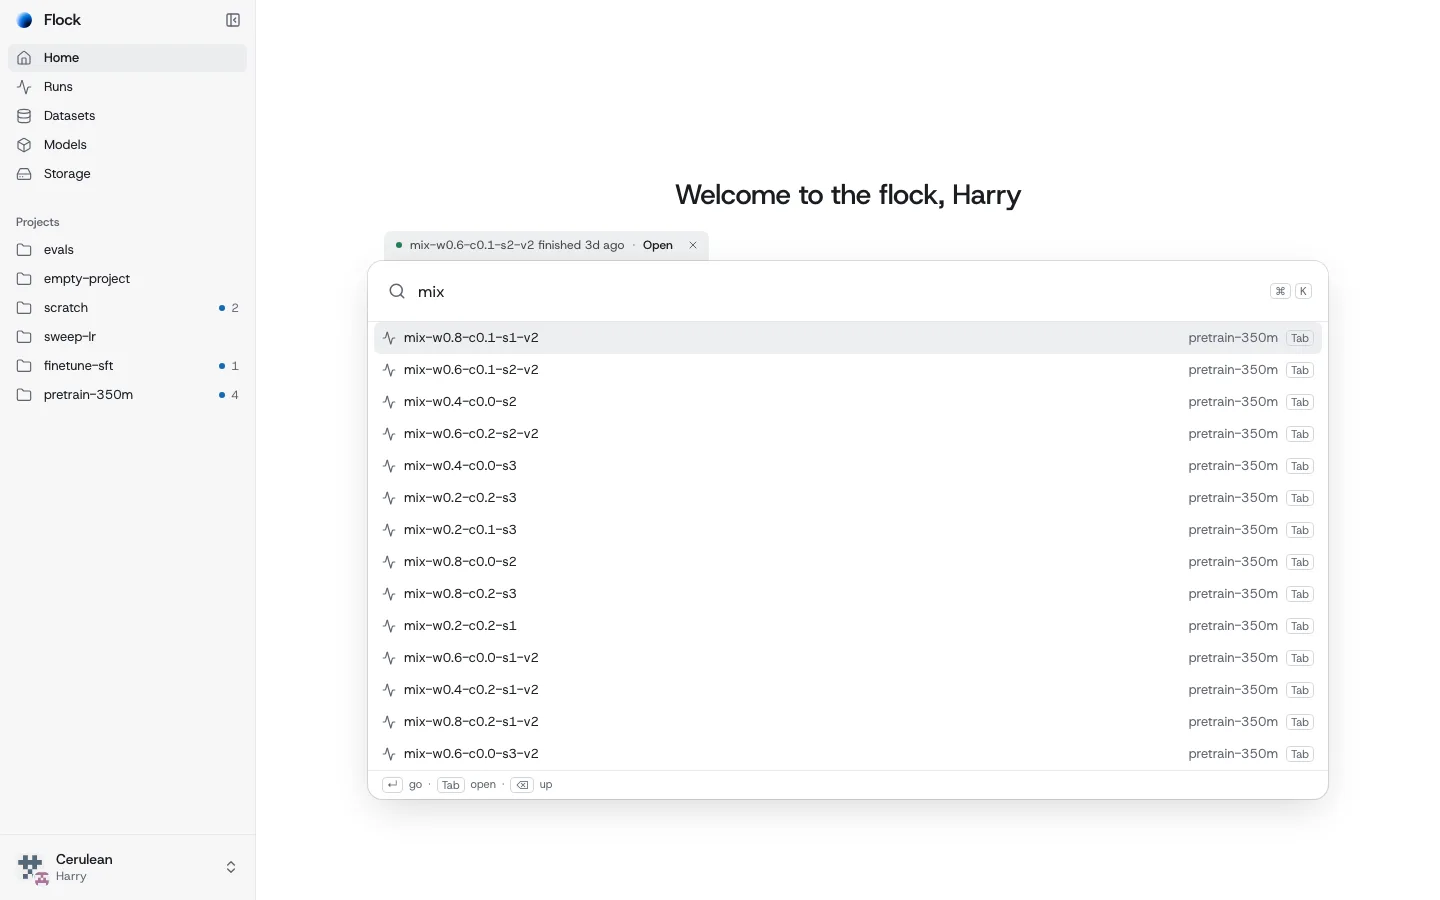 Flock
Home
Runs
Datasets
Models
Storage
Projects
evals
empty-project
scratch 2
sweep-lr
finetune-sft 1
pretrain-350m 4
Cerulean
Harry
Welcome to the flock, Harry
mix-w0.6-c0.1-s2-v2 finished 3d ago · Open
mix ⌘ K
mix-w0.8-c0.1-s1-v2 pretrain-350m Tab
mix-w0.6-c0.1-s2-v2 pretrain-350m Tab
mix-w0.4-c0.0-s2 pretrain-350m Tab
mix-w0.6-c0.2-s2-v2 pretrain-350m Tab
mix-w0.4-c0.0-s3 pretrain-350m Tab
mix-w0.2-c0.2-s3 pretrain-350m Tab
mix-w0.2-c0.1-s3 pretrain-350m Tab
mix-w0.8-c0.0-s2 pretrain-350m Tab
mix-w0.8-c0.2-s3 pretrain-350m Tab
mix-w0.2-c0.2-s1 pretrain-350m Tab
mix-w0.6-c0.0-s1-v2 pretrain-350m Tab
mix-w0.4-c0.2-s1-v2 pretrain-350m Tab
mix-w0.8-c0.2-s1-v2 pretrain-350m Tab
mix-w0.6-c0.0-s3-v2 pretrain-350m Tab
↵ go · Tab open · ⌫ up